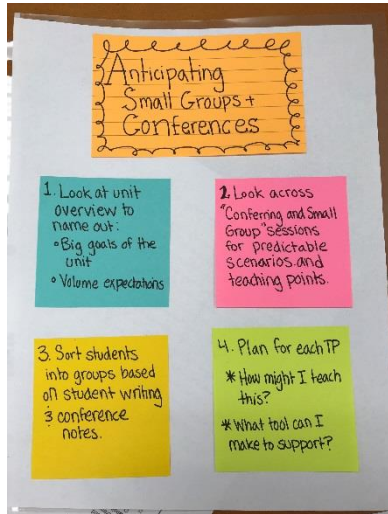 Anticipating
Small Groups +
Conferences
1. Look at unit
overview to
name out:
• Big goals of the
unit
• Volume expectations
2. Look across
"Conferring and Small
Group" sessions
for predictable
scenarios and
teaching points.
3. Sort students
into groups based
on student writing
& conference
notes.
4. Plan for each TP
* How might I teach
this?
* What tool can I
make to support?